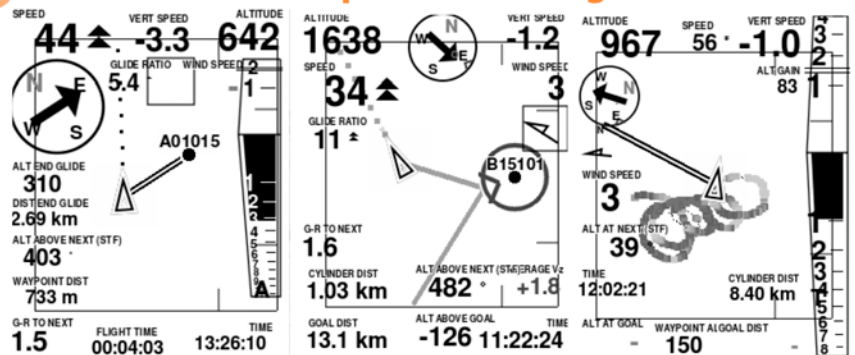 SPEED VERT SPEED ALTITUDE
44 -3.3 642
GLIDE RATIO WIND SPEED
5.4 -
N E
W S
2
1
A01015
ALT END GLIDE
310
DIST END GLIDE
2.69 km
ALT ABOVE NEXT (STF)
403
WAYPOINT DIST
733 m
1
2
3
4
5
6
7
8
9
A
G-R TO NEXT FLIGHT TIME TIME
1.5 00:04:03 13:26:10
ALTITUDE VERT SPEED
1638 -1.2
N
W E
S
SPEED WIND SPEED
34 3
GLIDE RATIO
11
B15101
G-R TO NEXT
1.6
CYLINDER DIST ALT ABOVE NEXT (STF)
1.03 km 482 +1.8
GOAL DIST ALT ABOVE GOAL TIME
13.1 km -126 11:22:24
ALTITUDE SPEED VERT SPEED
967 56 -1.0
ALT GAIN
83
W N
S E
N
4
3
2
1
WIND SPEED
3
ALT AT NEXT (STF)
39
TIME CYLINDER DIST
12:02:21 8.40 km
1
2
3
4
5
6
7
8
ALT AT GOAL WAYPOINT AL GOAL DIST
- 150 -